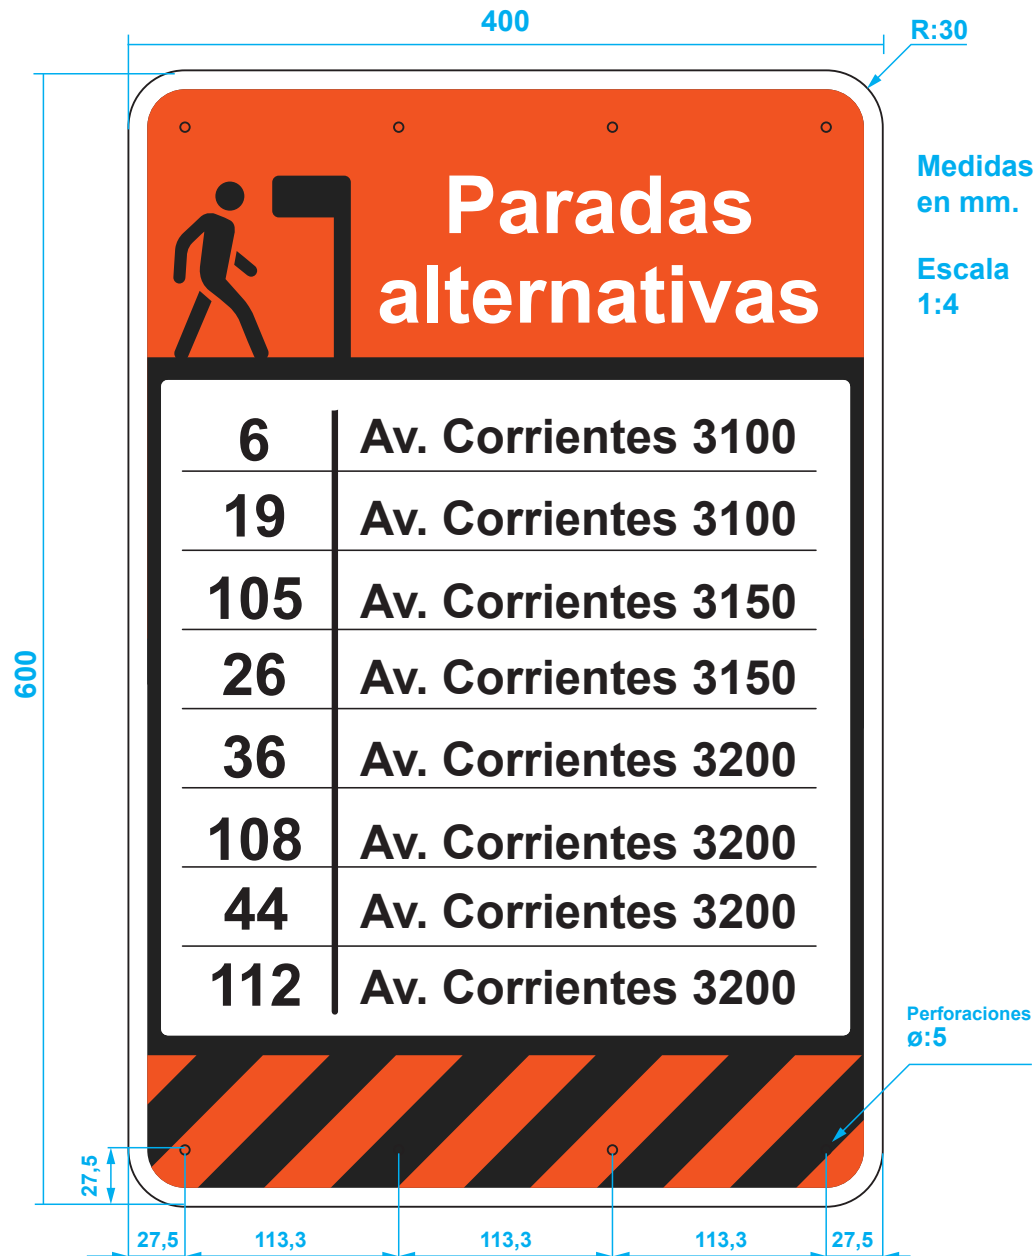 400
R:30
Medidas
en mm.
Escala
1:4
Paradas
alternativas
6 Av. Corrientes 3100
19 Av. Corrientes 3100
105 Av. Corrientes 3150
26 Av. Corrientes 3150
36 Av. Corrientes 3200
108 Av. Corrientes 3200
44 Av. Corrientes 3200
112 Av. Corrientes 3200
600
Perforaciones
ø:5
27,5
27,5 113,3 113,3 113,3 27,5